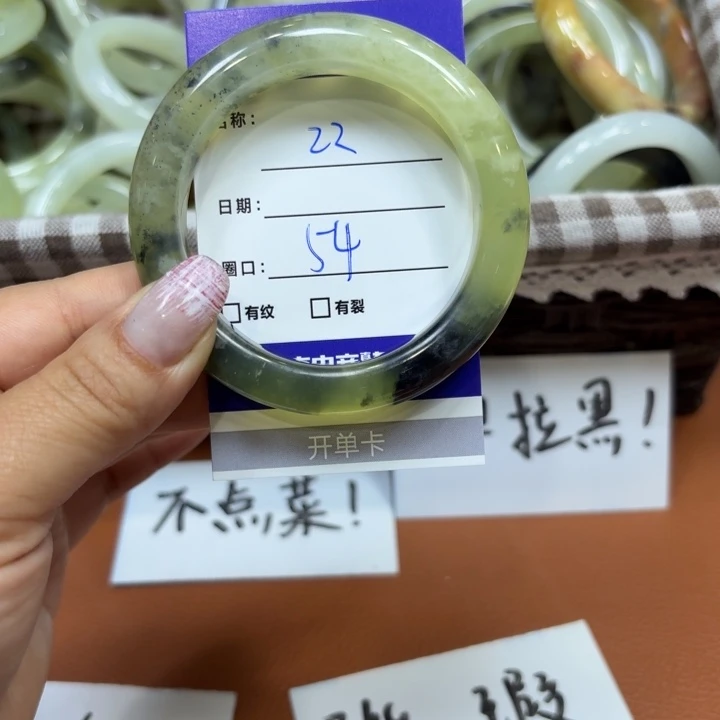 称：
22
日期：
54
圈口：
有纹 有裂
开单卡
拉黑！
不点菜！
瑕